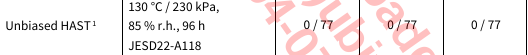 130 °C / 230 kPa,
Unbiased HAST¹ 85 % r.h., 96 h 0 / 77 0 / 77 0 / 77
JESD22-A118